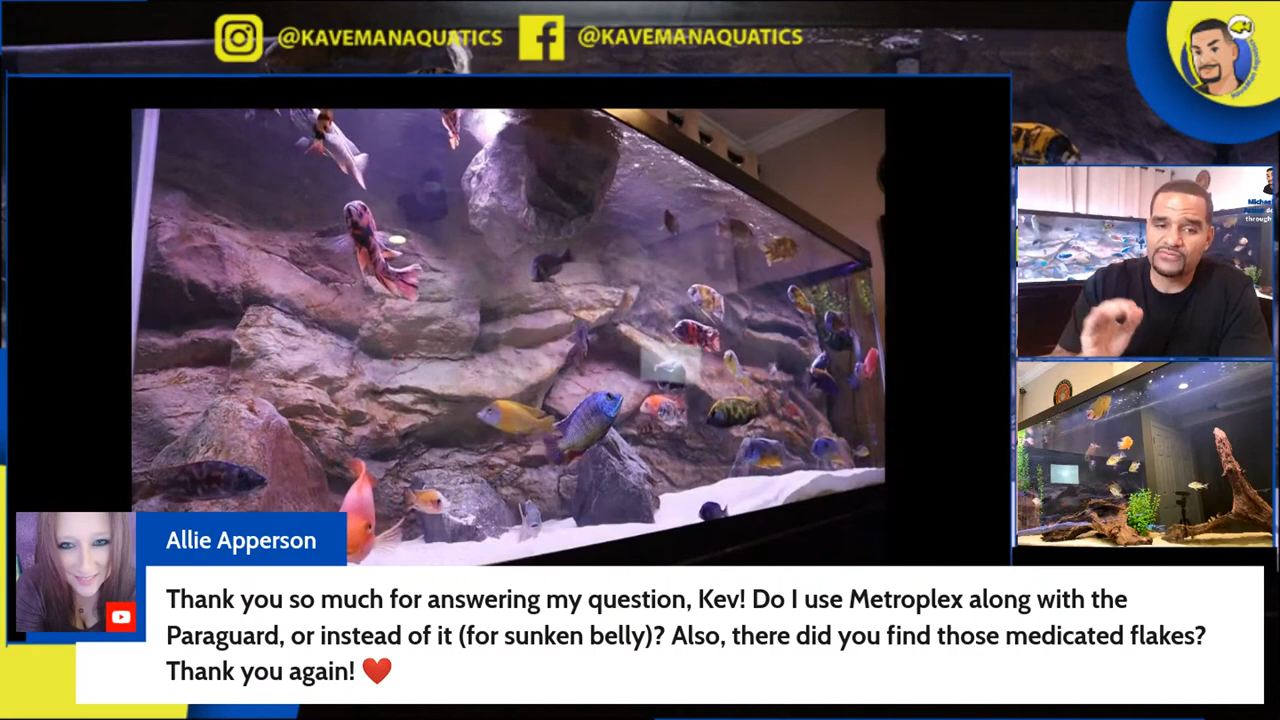 @KAVEMANAQUATICS @KAVEMANAQUATICS
Michael
through
Allie Apperson
Thank you so much for answering my question, Kev! Do I use Metroplex along with the
Paraguard, or instead of it (for sunken belly)? Also, there did you find those medicated flakes?
Thank you again! ❤️